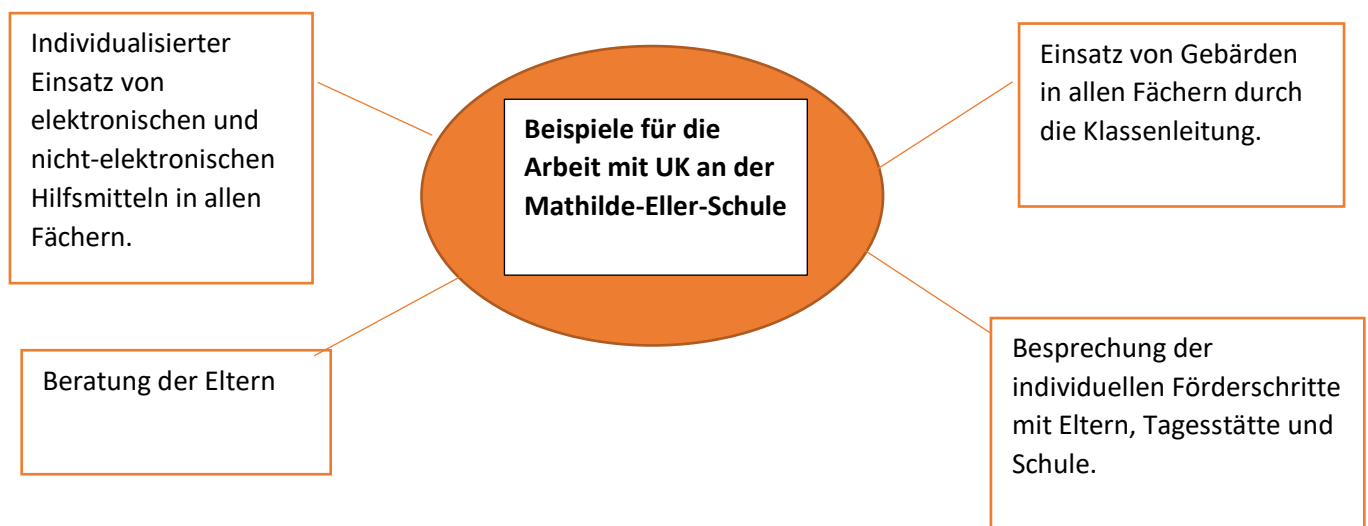 Individualisierter
Einsatz von
elektronischen und
nicht-elektronischen
Hilfsmitteln in allen
Fächern.
Beispiele für die
Arbeit mit UK an der
Mathilde-Eller-Schule
Einsatz von Gebärden
in allen Fächern durch
die Klassenleitung.
Beratung der Eltern
Besprechung der
individuellen Förderschritte
mit Eltern, Tagesstätte und
Schule.